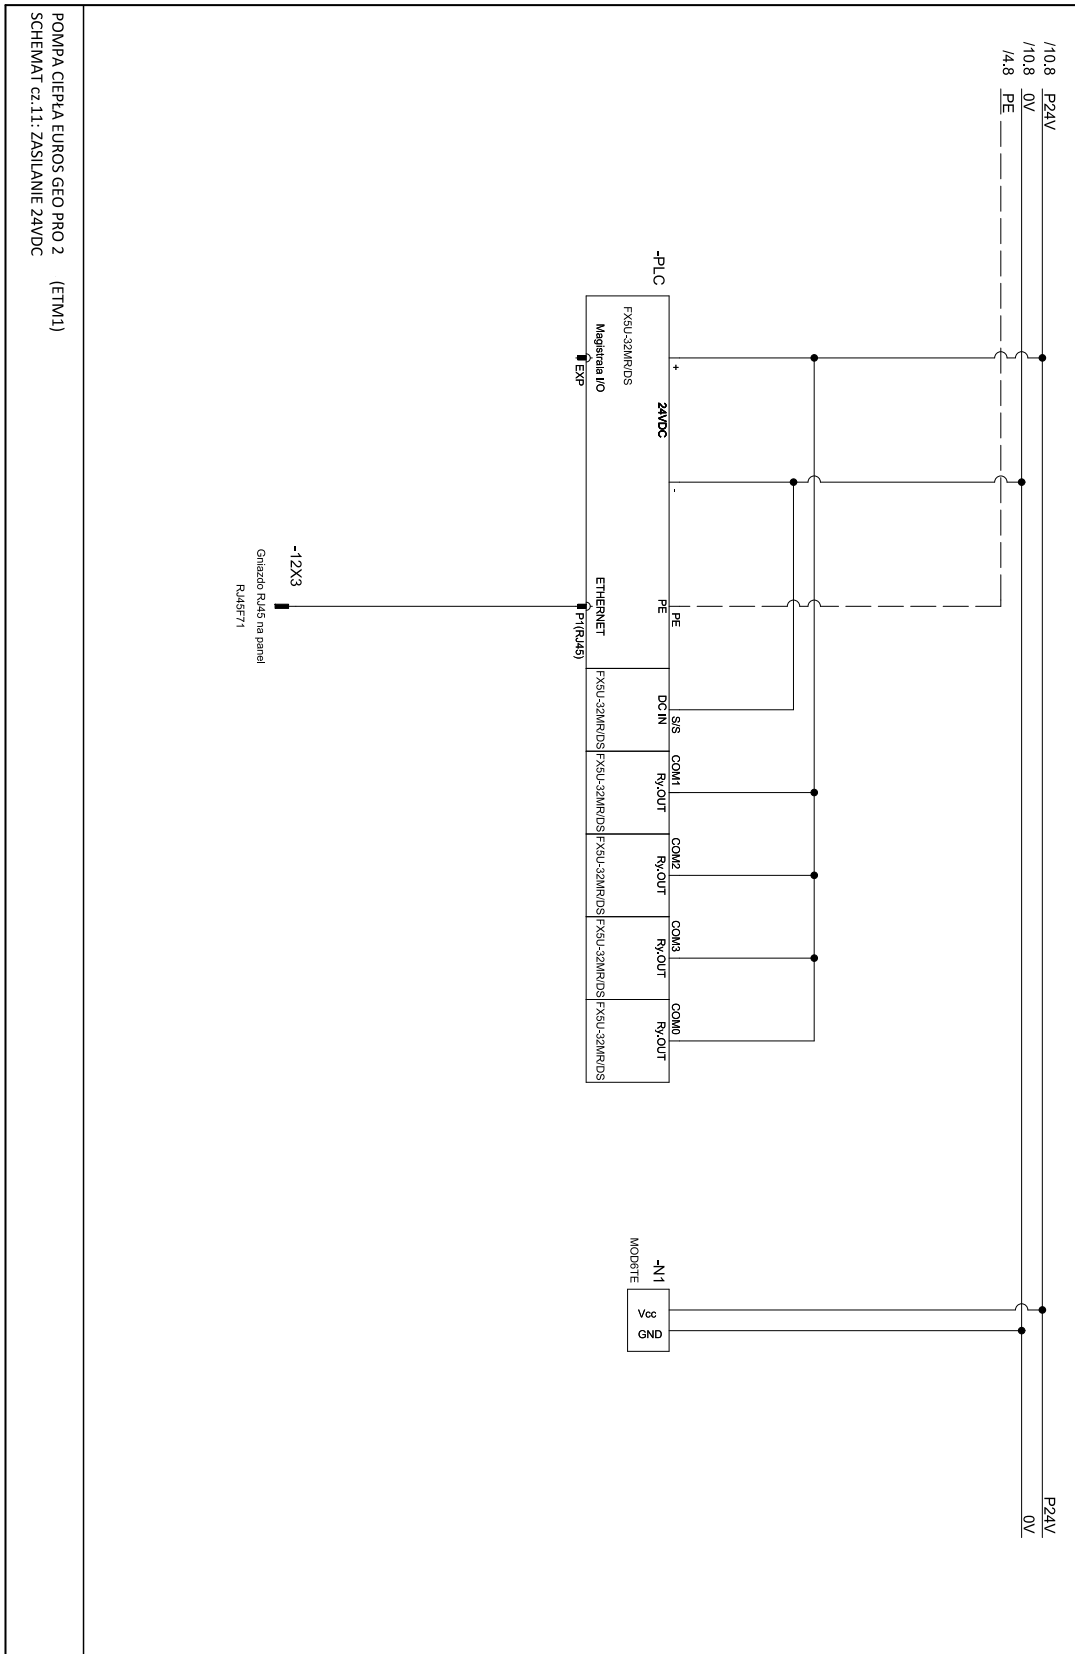 /10.8 P24V
/10.8 0V
/4.8 PE
P24V
0V
-PLC
FX5U-32MR/DS
Magistrala I/O
EXP
+
24VDC
-
PE
PE
ETHERNET
P1(RJ45)
S/S
DC IN
FX5U-32MR/DS
COM1
Ry.OUT
FX5U-32MR/DS
COM2
Ry.OUT
FX5U-32MR/DS
COM3
Ry.OUT
FX5U-32MR/DS
COM0
Ry.OUT
FX5U-32MR/DS
-N1
MOD6TE
Vcc
GND
-12X3
Gniazdo RJ45 na panel
RJ45F71
POMPA CIEPŁA EUROS GEO PRO 2 (ETM1)
SCHEMAT cz.11: ZASILANIE 24VDC